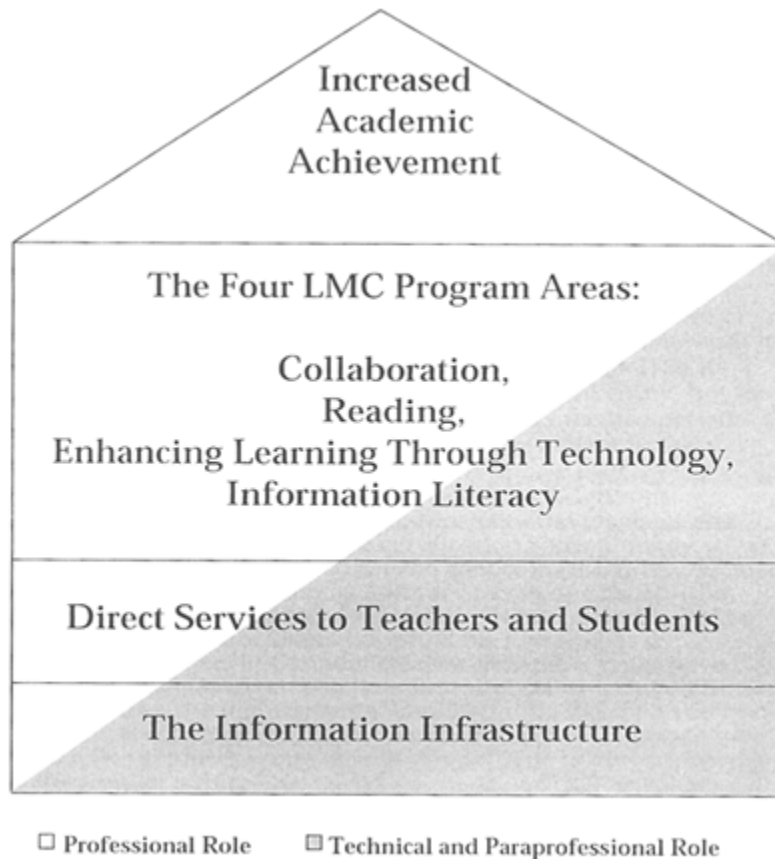 Increased
Academic
Achievement
The Four LMC Program Areas:
Collaboration,
Reading,
Enhancing Learning Through Technology,
Information Literacy
Direct Services to Teachers and Students
The Information Infrastructure
Professional Role
Technical and Paraprofessional Role